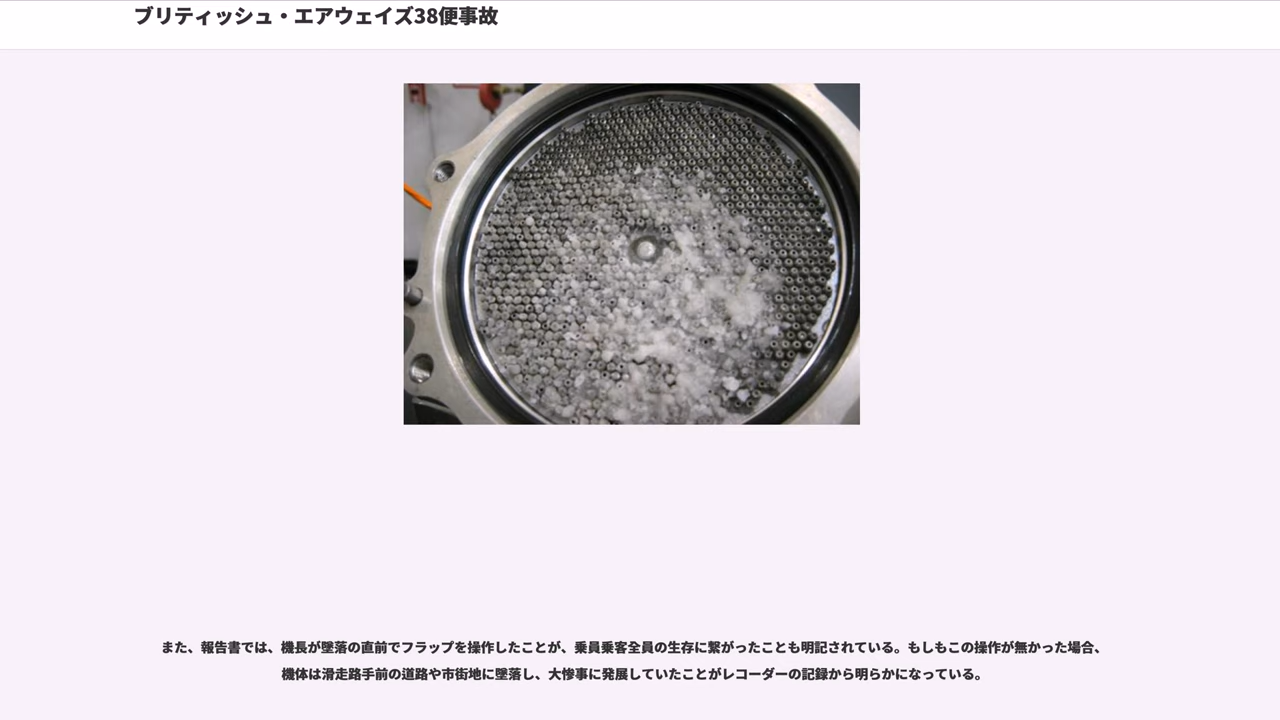 ブリティッシュ・エアウェイズ38便事故
また、報告書では、機長が墜落の直前でフラップを操作したことが、乗員乗客全員の生存に繋がったことも明記されている。もしもこの操作が無かった場合、
機体は滑走路手前の道路や市街地に墜落し、大惨事に発展していたことがレコーダーの記録から明らかになっている。